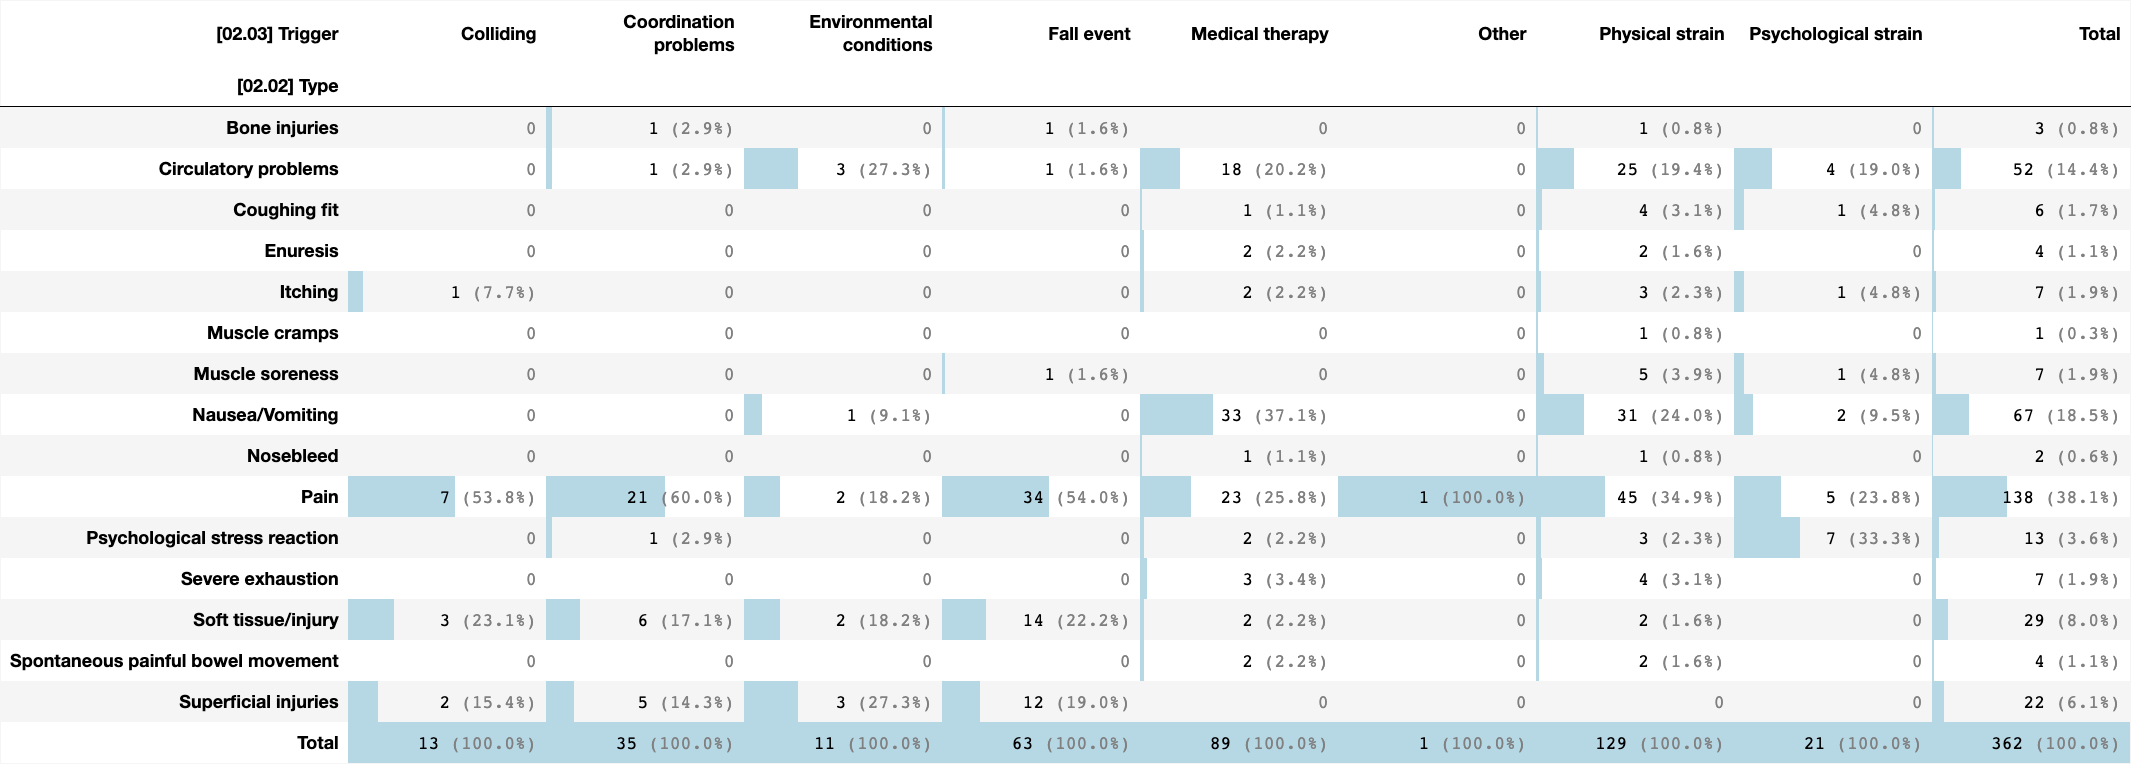 [02.03] Trigger Colliding Coordination problems Environmental conditions Fall event Medical therapy Other Physical strain Psychological strain Total
[02.02] Type
Bone injuries 0 1 (2.9%) 0 1 (1.6%) 0 0 1 (0.8%) 0 3 (0.8%)
Circulatory problems 0 1 (2.9%) 3 (27.3%) 1 (1.6%) 18 (20.2%) 0 25 (19.4%) 4 (19.0%) 52 (14.4%)
Coughing fit 0 0 0 0 1 (1.1%) 0 4 (3.1%) 1 (4.8%) 6 (1.7%)
Enuresis 0 0 0 0 2 (2.2%) 0 2 (1.6%) 0 4 (1.1%)
Itching 1 (7.7%) 0 0 0 2 (2.2%) 0 3 (2.3%) 1 (4.8%) 7 (1.9%)
Muscle cramps 0 0 0 0 0 0 1 (0.8%) 0 1 (0.3%)
Muscle soreness 0 0 0 1 (1.6%) 0 0 5 (3.9%) 1 (4.8%) 7 (1.9%)
Nausea/Vomiting 0 0 1 (9.1%) 0 33 (37.1%) 0 31 (24.0%) 2 (9.5%) 67 (18.5%)
Nosebleed 0 0 0 0 1 (1.1%) 0 1 (0.8%) 0 2 (0.6%)
Pain 7 (53.8%) 21 (60.0%) 2 (18.2%) 34 (54.0%) 23 (25.8%) 1 (100.0%) 45 (34.9%) 5 (23.8%) 138 (38.1%)
Psychological stress reaction 0 1 (2.9%) 0 0 2 (2.2%) 0 3 (2.3%) 7 (33.3%) 13 (3.6%)
Severe exhaustion 0 0 0 0 3 (3.4%) 0 4 (3.1%) 0 7 (1.9%)
Soft tissue/injury 3 (23.1%) 6 (17.1%) 2 (18.2%) 14 (22.2%) 2 (2.2%) 0 2 (1.6%) 0 29 (8.0%)
Spontaneous painful bowel movement 0 0 0 0 2 (2.2%) 0 2 (1.6%) 0 4 (1.1%)
Superficial injuries 2 (15.4%) 5 (14.3%) 3 (27.3%) 12 (19.0%) 0 0 0 0 22 (6.1%)
Total 13 (100.0%) 35 (100.0%) 11 (100.0%) 63 (100.0%) 89 (100.0%) 1 (100.0%) 129 (100.0%) 21 (100.0%) 362 (100.0%)